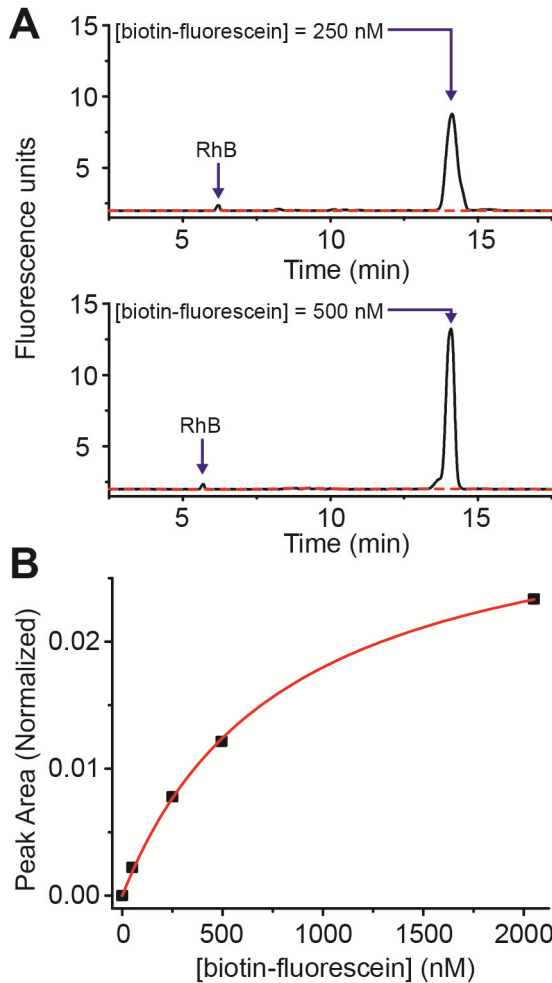 A
Fluorescence units
[biotin-fluorescein] = 250 nM
15
10
5
RhB
5 10 15
Time (min)
[biotin-fluorescein] = 500 nM
15
10
5
RhB
5 10 15
Time (min)
B
Peak Area (Normalized)
0.02
0.01
0.00
0 500 1000 1500 2000
[biotin-fluorescein] (nM)